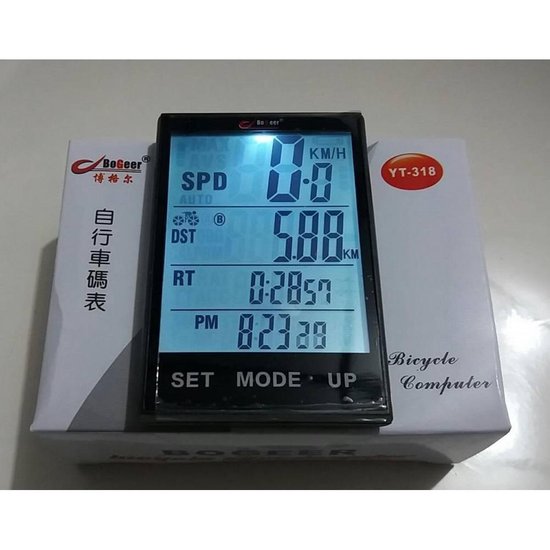 BoGeer®
博格尔
自行車碼表
YT-318
Bicycle
Computer
BOGEER
BoGeer®
KM/H
SPD 0.0
AUTO
B
DST 5.88 KM
RT 0:28 57
PM 8:23 28
SET MODE UP